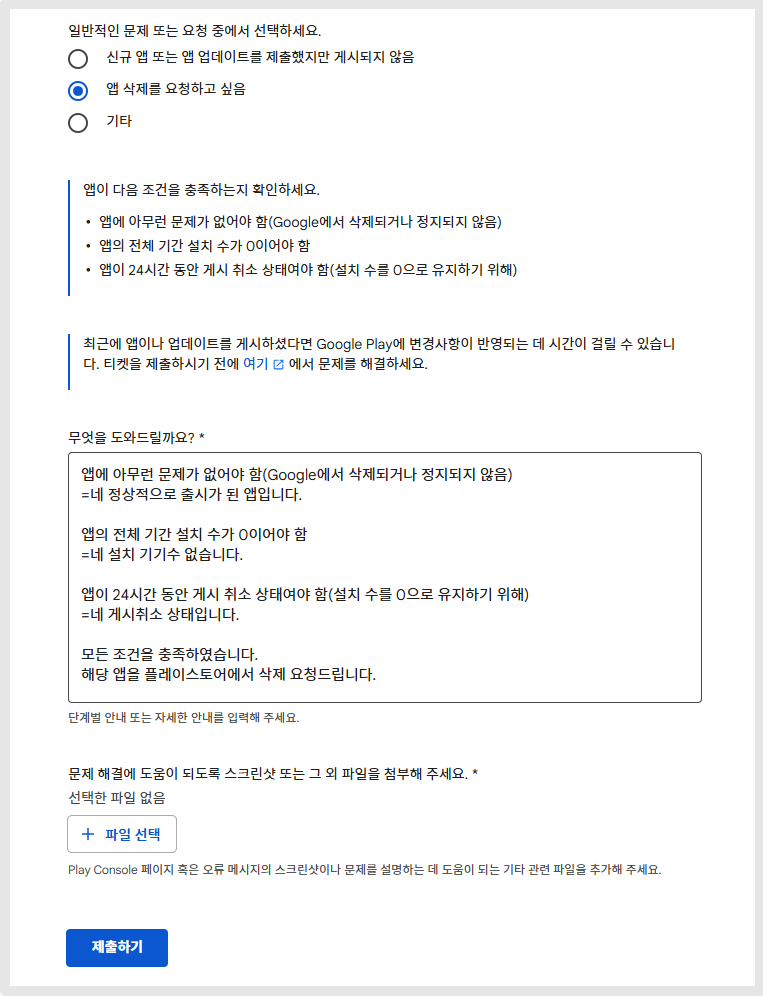 일반적인 문제 또는 요청 중에서 선택하세요.
신규 앱 또는 앱 업데이트를 제출했지만 게시되지 않음
앱 삭제를 요청하고 싶음
기타
앱이 다음 조건을 충족하는지 확인하세요.
• 앱에 아무런 문제가 없어야 함(Google에서 삭제되거나 정지되지 않음)
• 앱의 전체 기간 설치 수가 0이어야 함
• 앱이 24시간 동안 게시 취소 상태여야 함(설치 수를 0으로 유지하기 위해)
최근에 앱이나 업데이트를 게시하셨다면 Google Play에 변경사항이 반영되는 데 시간이 걸릴 수 있습니
다. 티켓을 제출하시기 전에 여기 에서 문제를 해결하세요.
무엇을 도와드릴까요? *
앱에 아무런 문제가 없어야 함(Google에서 삭제되거나 정지되지 않음)
=네 정상적으로 출시가 된 앱입니다.
앱의 전체 기간 설치 수가 0이어야 함
=네 설치 기기수 없습니다.
앱이 24시간 동안 게시 취소 상태여야 함(설치 수를 0으로 유지하기 위해)
=네 게시취소 상태입니다.
모든 조건을 충족하였습니다.
해당 앱을 플레이스토어에서 삭제 요청드립니다.
단계별 안내 또는 자세한 안내를 입력해 주세요.
문제 해결에 도움이 되도록 스크린샷 또는 그 외 파일을 첨부해 주세요. *
선택한 파일 없음
+ 파일 선택
Play Console 페이지 혹은 오류 메시지의 스크린샷이나 문제를 설명하는 데 도움이 되는 기타 관련 파일을 추가해 주세요.
제출하기